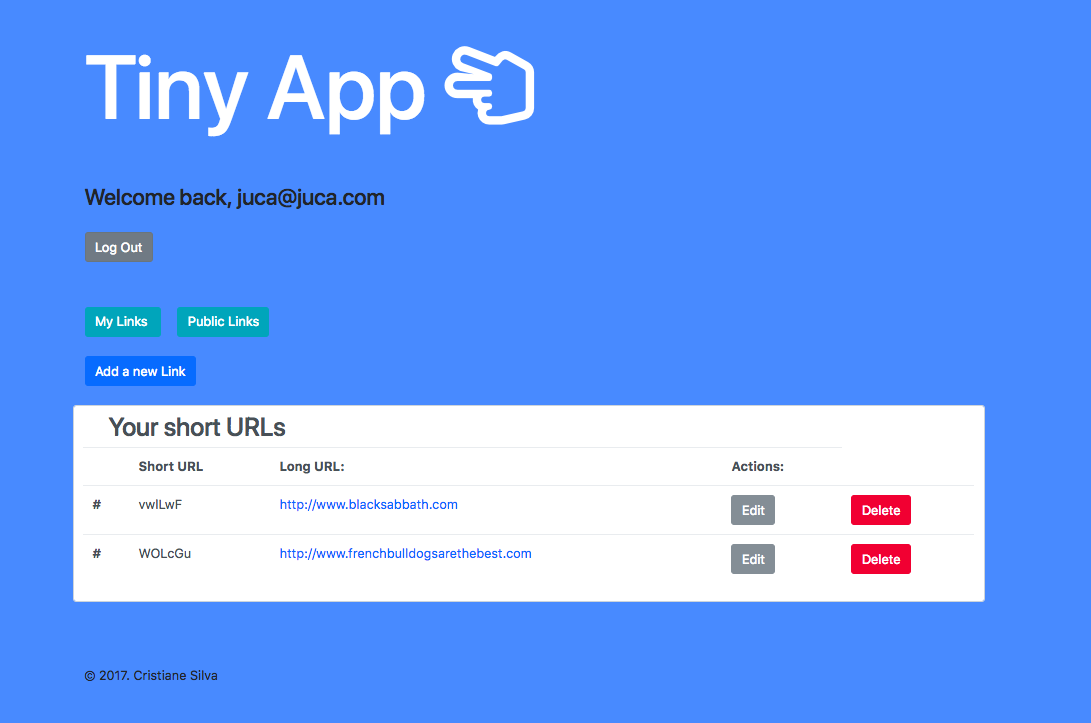 Tiny App
Welcome back, juca@juca.com
Log Out
My Links Public Links
Add a new Link
Your short URLs
Short URL Long URL: Actions:
# vwlLwF http://www.blacksabbath.com Edit Delete
# WOLcGu http://www.frenchbulldogsarethebest.com Edit Delete
© 2017. Cristiane Silva